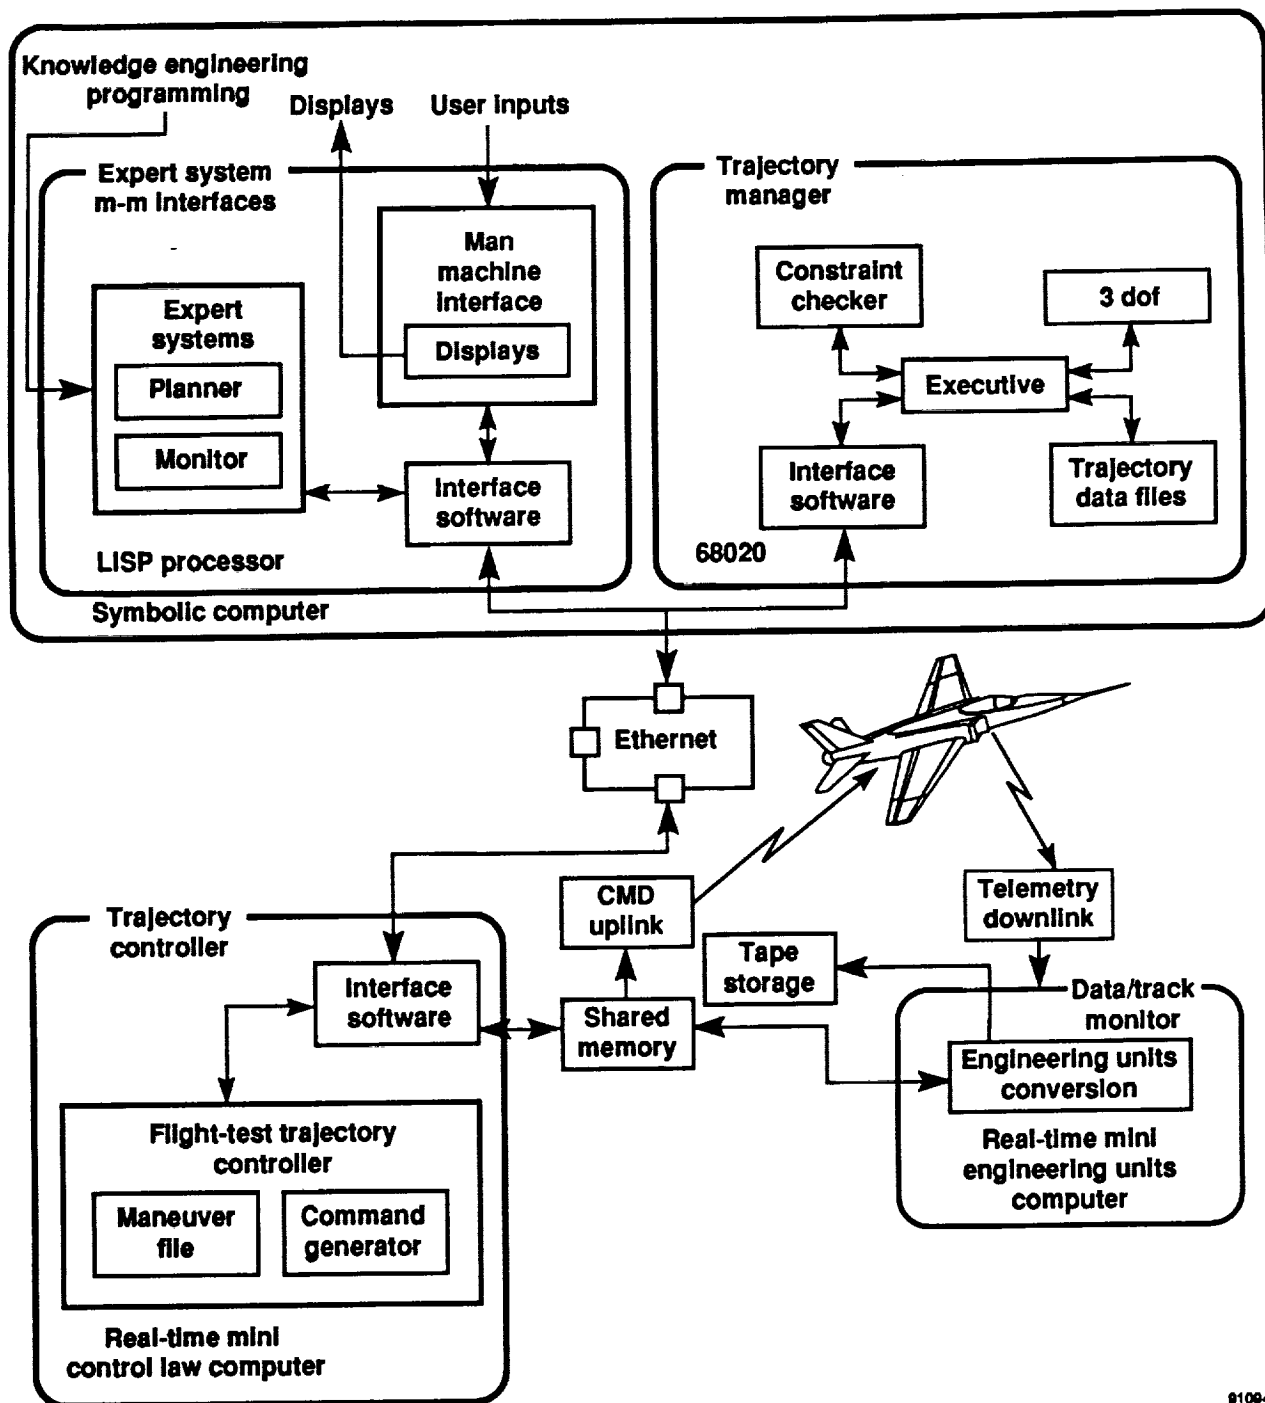 Knowledge engineering
programming
Displays
User inputs
Expert system
m-m interfaces
Man
machine
interface
Displays
Expert
systems
Planner
Monitor
Interface
software
LISP processor
Symbolic computer
Trajectory
manager
Constraint
checker
3 dof
Executive
Interface
software
Trajectory
data files
68020
Ethernet
CMD
uplink
Telemetry
downlink
Tape
storage
Trajectory
controller
Interface
software
Shared
memory
Data/track
monitor
Engineering units
conversion
Real-time mini
engineering units
computer
Flight-test trajectory
controller
Maneuver
file
Command
generator
Real-time mini
control law computer